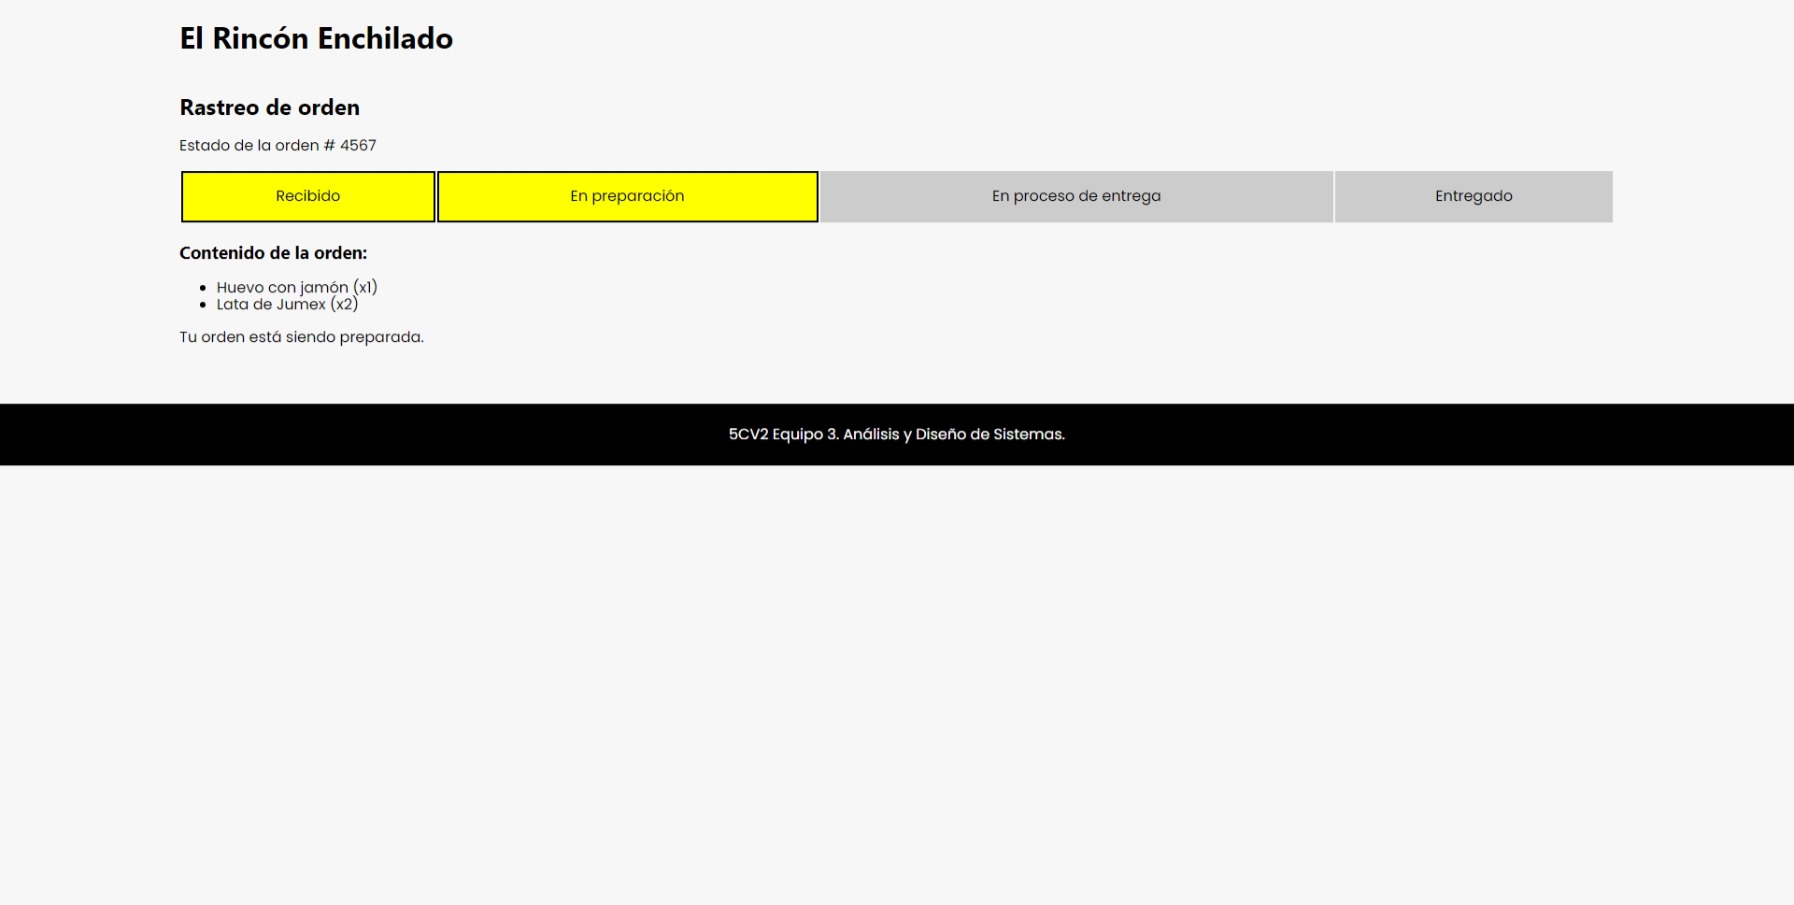 El Rincón Enchilado
Rastreo de orden
Estado de la orden # 4567
Recibido
En preparación
En proceso de entrega
Entregado
Contenido de la orden:
Huevo con jamón (x1)
Lata de Jumex (x2)
Tu orden está siendo preparada.
5CV2 Equipo 3. Análisis y Diseño de Sistemas.